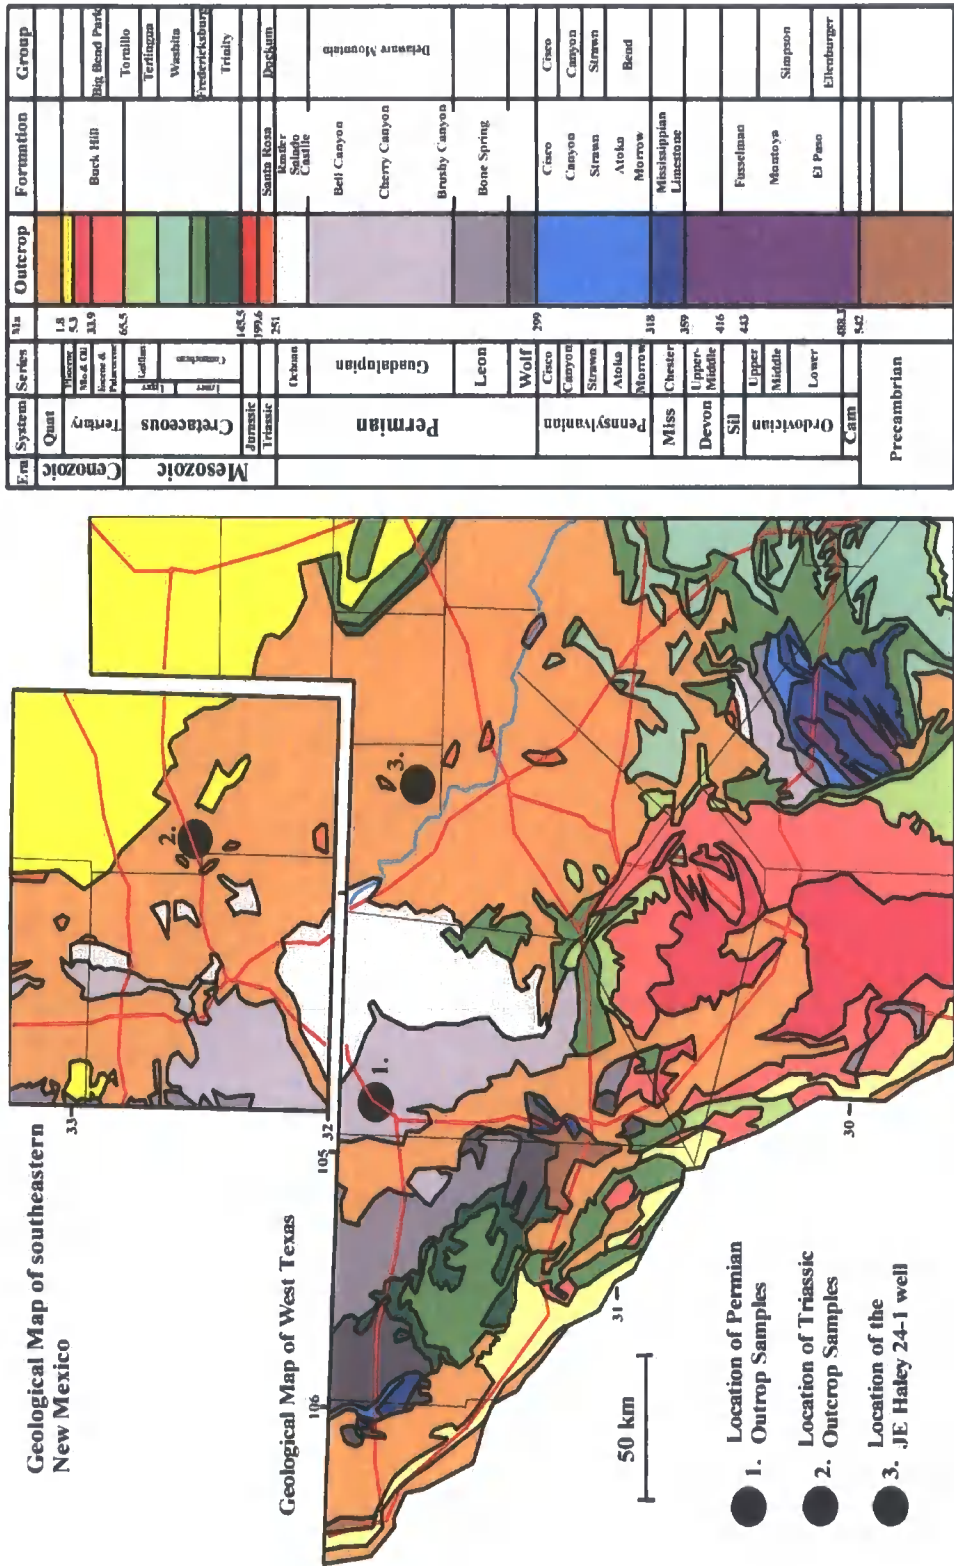 Geological Map of southeastern
New Mexico
33
32
105
Geological Map of West Texas
106
31
30
50 km
1.
2.
3.
1. Location of Permian
Outrop Samples
2. Location of Triassic
Outcrop Samples
3. Location of the
JE Haley 24-1 well
Era System Series Ma Outcrop Formation Group
Cenozoic
Mesozoic
Quat
Tertiary
Cretaceous
Jurassic
Triassic
Permian
Pennsylvanian
Miss
Devon
Sil
Ordovician
Cam
Precambrian
Pliocene
Eocene &
Ochoan
Guadalupian
Leon
Wolf
Cisco
Canyon
Strawn
Atoka
Morrow
Chester
Upper-
Middle
Upper
Middle
Lower
1.8
5.3
33.9
65.5
145.5
199.6
251
299
318
359
416
443
488.3
542
Buck Hill
Santa Rosa
Rustler
Salado
Castile
Bell Canyon
Cherry Canyon
Brushy Canyon
Bone Spring
Cisco
Canyon
Strawn
Atoka
Morrow
Mississippian
Limestone
Fusselman
Montoya
El Paso
Big Bend Park
Tornillo
Terlingua
Washita
Fredericksburg
Trinity
Dockum
Delaware Mountain
Cisco
Canyon
Strawn
Bend
Simpson
Ellenburger